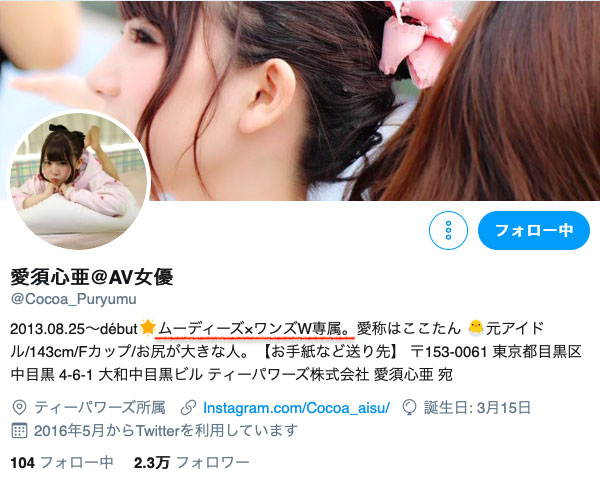 フォロー中
愛須心亜@AV女優
@Cocoa_Puryumu
2013.08.25〜début🌟ムーディーズ×ワンズW専属。愛称はここたん 🐥元アイド
ル/143cm/Fカップ/お尻が大きな人。【お手紙など送り先】 〒153-0061 東京都目黒区
中目黒 4-6-1 大和中目黒ビル ティーパワーズ株式会社 愛須心亜 宛
ティーパワーズ所属 Instagram.com/Cocoa_aisu/ 誕生日: 3月15日
2016年5月からTwitterを利用しています
104 フォロー中 2.3万 フォロワー